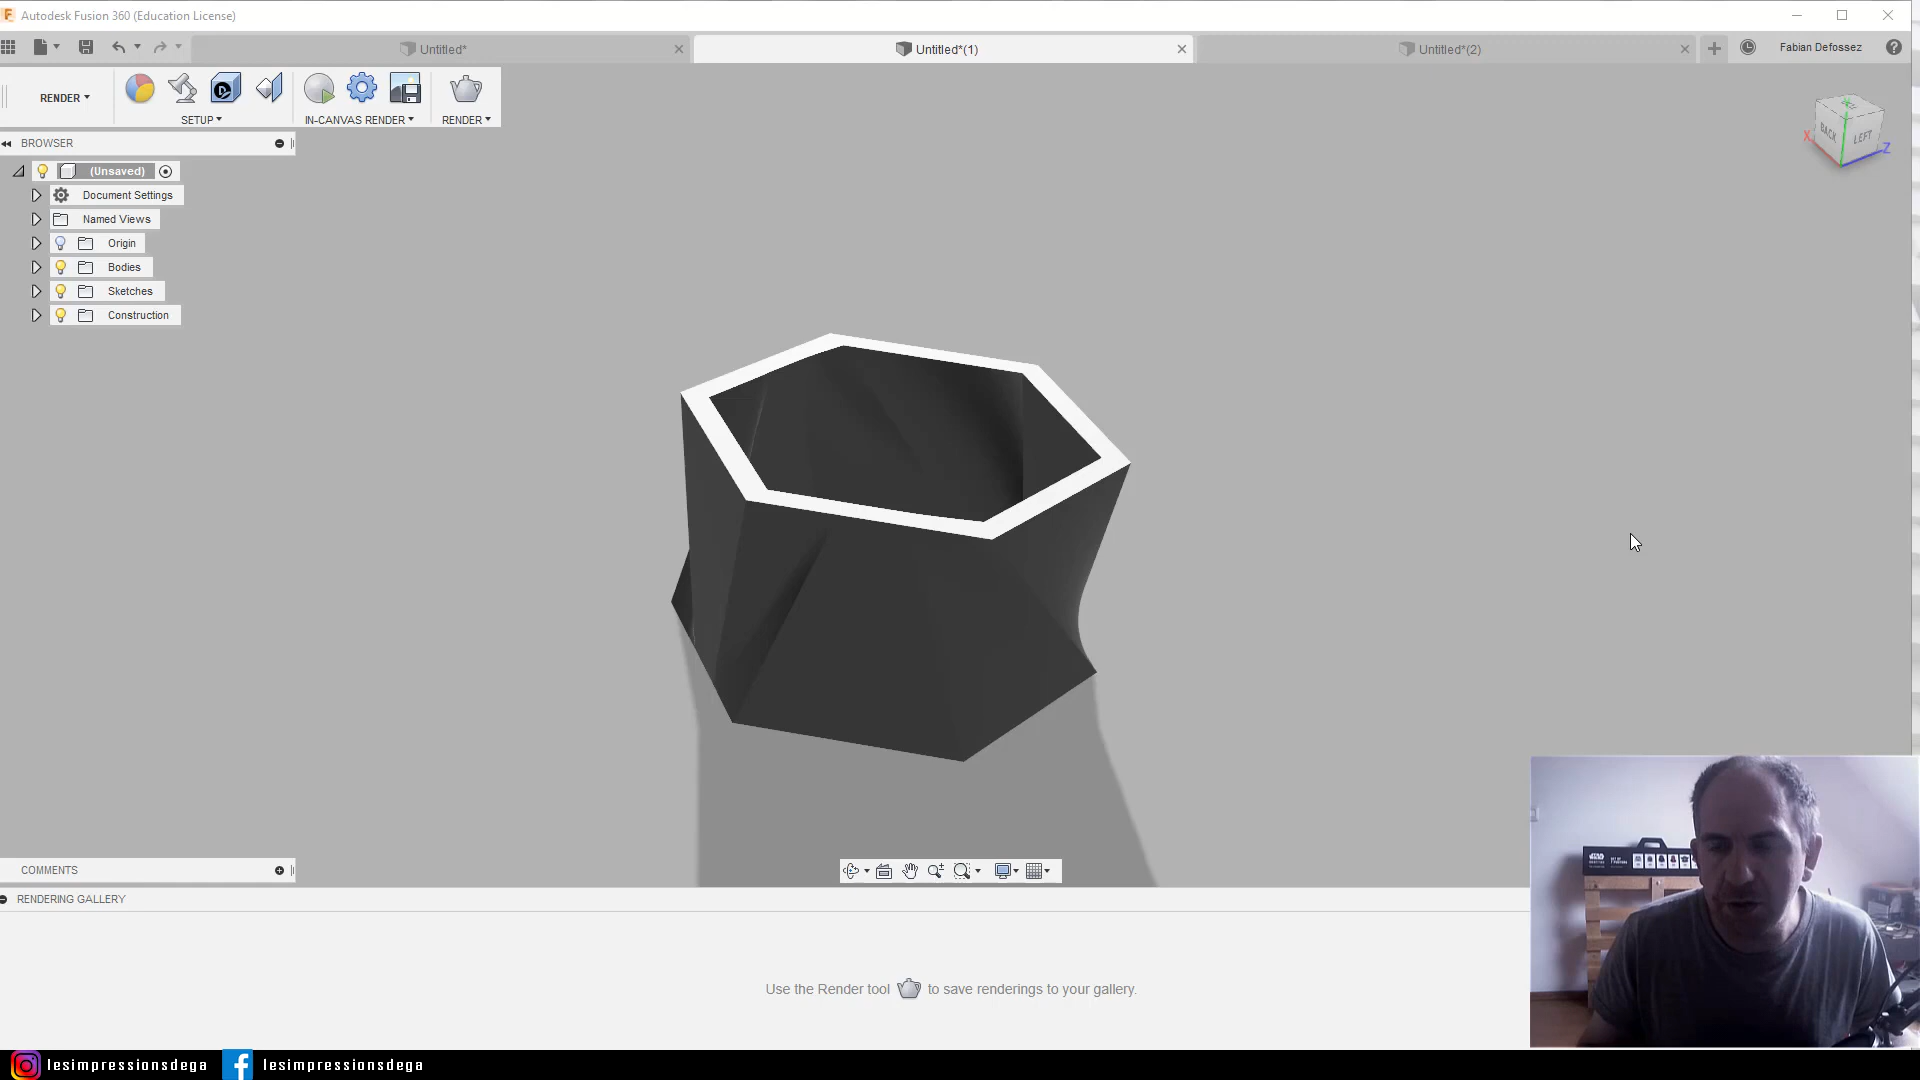 Autodesk Fusion 360 (Education License)
Untitled*
Untitled*(1)
Untitled*(2)
Fabian Defossez
RENDER
SETUP
IN-CANVAS RENDER
RENDER
BROWSER
(Unsaved)
Document Settings
Named Views
Origin
Bodies
Sketches
Construction
BACK
LEFT
X
Z
COMMENTS
RENDERING GALLERY
Use the Render tool to save renderings to your gallery.
lesimpressionsdega
lesimpressionsdega